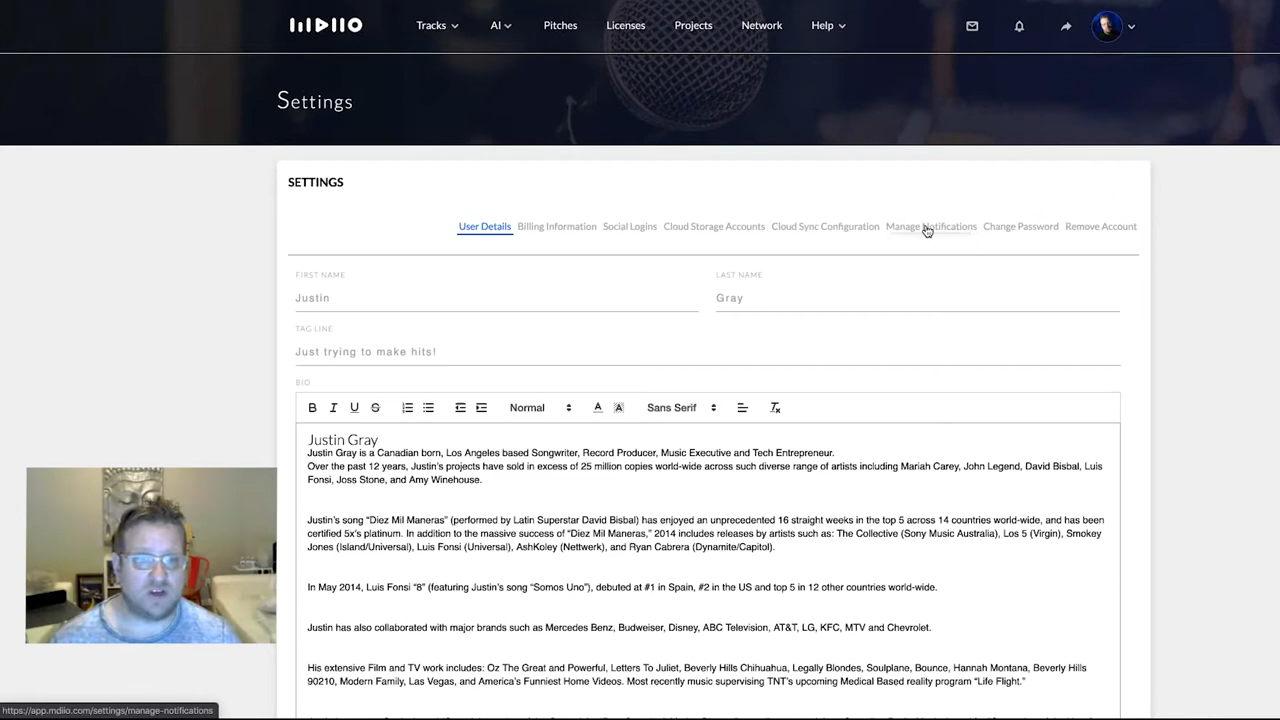 MDIIO
Tracks AI Pitches Licenses Projects Network Help
Settings
SETTINGS
User Details Billing Information Social Logins Cloud Storage Accounts Cloud Sync Configuration Manage Notifications Change Password Remove Account
FIRST NAME LAST NAME
Justin Gray
TAG LINE
Just trying to make hits!
BIO
B I U S Normal A A Sans Serif Tx
Justin Gray
Justin Gray is a Canadian born, Los Angeles based Songwriter, Record Producer, Music Executive and Tech Entrepreneur.
Over the past 12 years, Justin's projects have sold in excess of 25 million copies world-wide across such diverse range of artists including Mariah Carey, John Legend, David Bisbal, Luis
Fonsi, Joss Stone, and Amy Winehouse.
Justin's song “Diez Mil Maneras” (performed by Latin Superstar David Bisbal) has enjoyed an unprecedented 16 straight weeks in the top 5 across 14 countries world-wide, and has been
certified 5x's platinum. In addition to the massive success of “Diez Mil Maneras,” 2014 includes releases by artists such as: The Collective (Sony Music Australia), Los 5 (Virgin), Smokey
Jones (Island/Universal), Luis Fonsi (Universal), AshKoley (Nettwerk), and Ryan Cabrera (Dynamite/Capitol).
In May 2014, Luis Fonsi “8” (featuring Justin's song “Somos Uno”), debuted at #1 in Spain, #2 in the US and top 5 in 12 other countries world-wide.
Justin has also collaborated with major brands such as Mercedes Benz, Budweiser, Disney, ABC Television, AT&T, LG, KFC, MTV and Chevrolet.
His extensive Film and TV work includes: Oz The Great and Powerful, Letters To Juliet, Beverly Hills Chihuahua, Legally Blondes, Soulplane, Bounce, Hannah Montana, Beverly Hills
90210, Modern Family, Las Vegas, and America's Funniest Home Videos. Most recently music supervising TNT's upcoming Medical Based reality program “Life Flight.”
https://app.mdiio.com/settings/manage-notifications